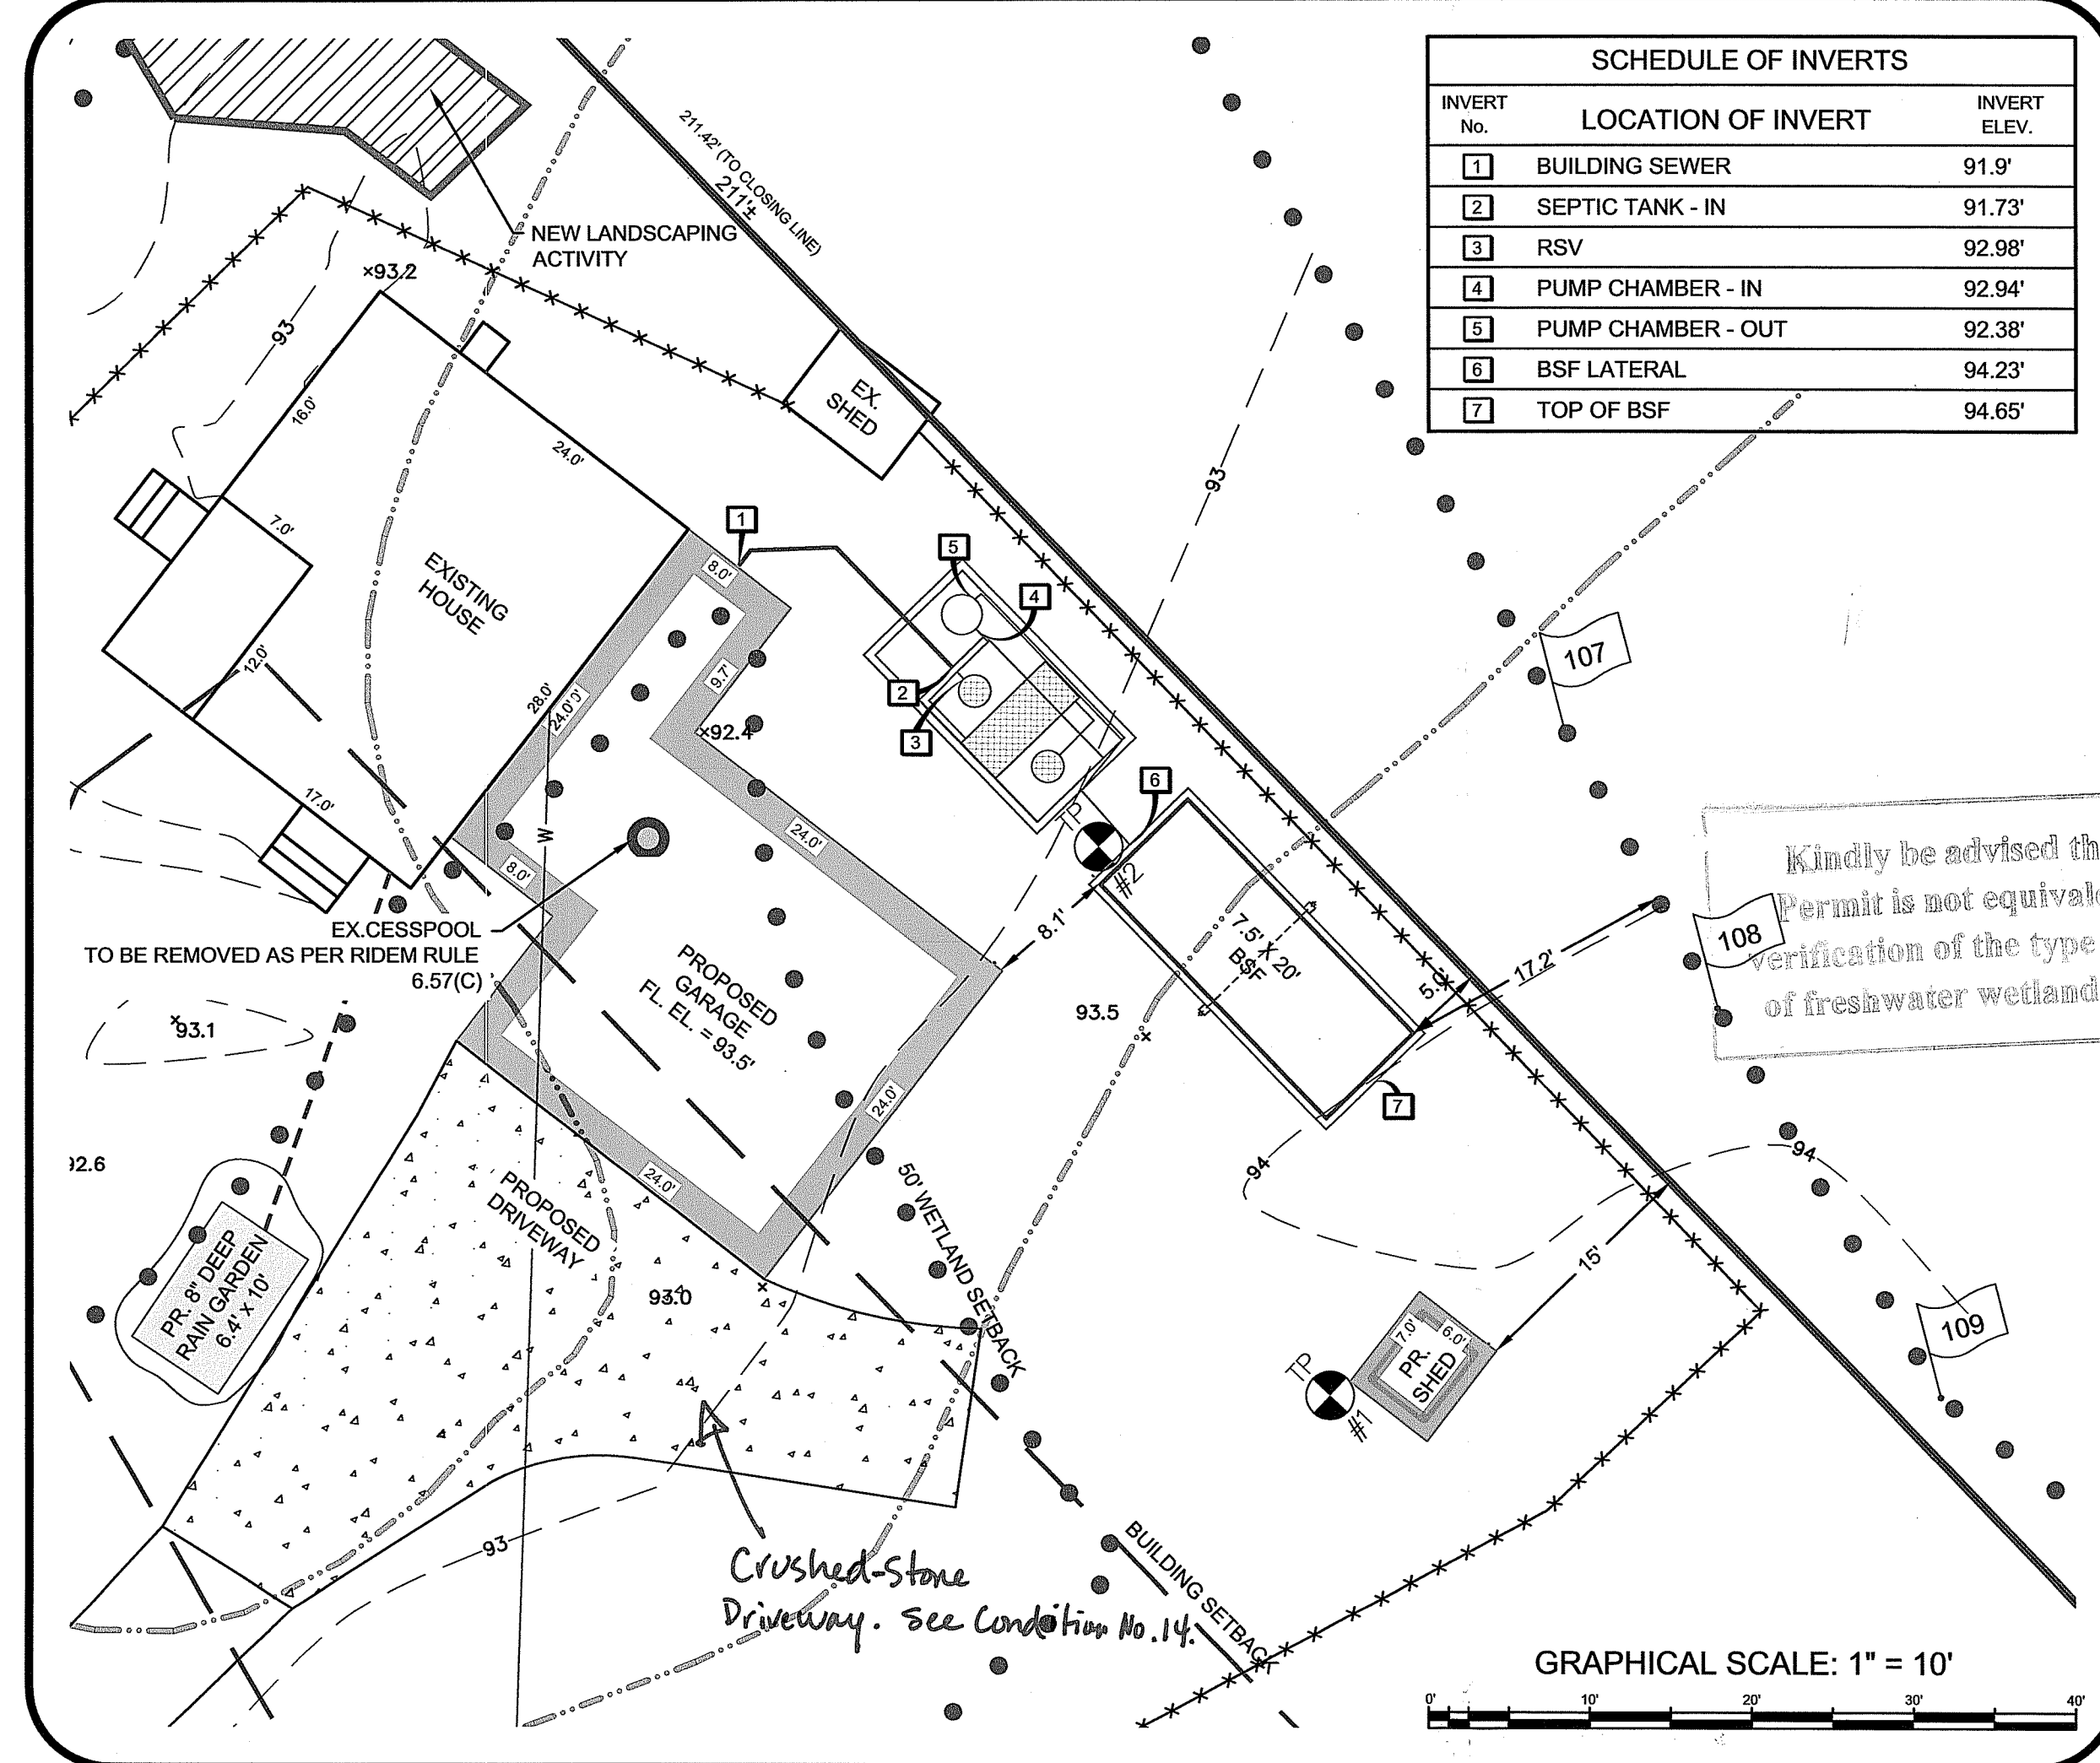 SCHEDULE OF INVERTS
INVERT No. LOCATION OF INVERT INVERT ELEV.
1 BUILDING SEWER 91.9'
2 SEPTIC TANK - IN 91.73'
3 RSV 92.98'
4 PUMP CHAMBER - IN 92.94'
5 PUMP CHAMBER - OUT 92.38'
6 BSF LATERAL 94.23'
7 TOP OF BSF 94.65'
211.42' (TO CLOSING LINE)
211'±
NEW LANDSCAPING
ACTIVITY
×93.2
93
EX.
SHED
16.0'
24.0'
93
7.0'
1
8.0'
5
4
EXISTING
HOUSE
107
12.0'
28.0'
24.0'
9.7'
2
3
×92.4
6
17.0'
W
24.0'
TP
#2
8.0'
8.1'
Kindly be advised th
Permit is not equivale
verification of the type
of freshwater wetland
108
EX.CESSPOOL
TO BE REMOVED AS PER RIDEM RULE
6.57(C)
7.5' X 20'
BSF
17.2'
PROPOSED
GARAGE
FL. EL. = 93.5'
93.5
×93.1
7
24.0'
94
94
92.6
24.0'
PROPOSED
DRIVEWAY
50' WETLAND SETBACK
15'
PR. 8" DEEP
RAIN GARDEN
6.4' x 10'
93.0
109
7.0'
6.0'
PR.
SHED
TP
#1
93
Crushed-Stone
Driveway. See Condition No.14.
BUILDING SETBACK
GRAPHICAL SCALE: 1" = 10'
0' 10' 20' 30' 40'